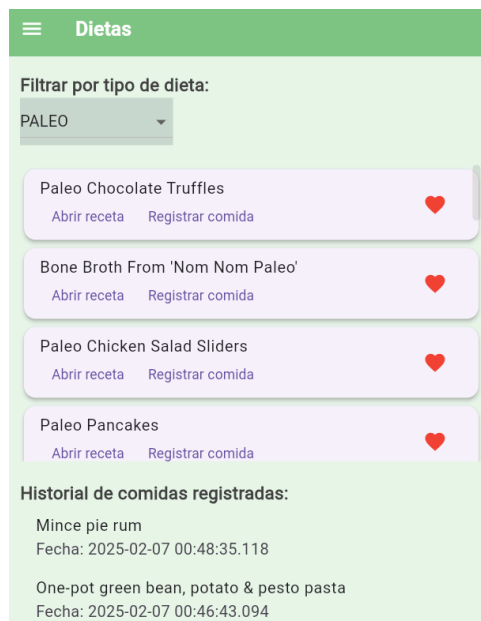 Dietas
Filtrar por tipo de dieta:
PALEO
Paleo Chocolate Truffles
Abrir receta Registrar comida
Bone Broth From 'Nom Nom Paleo'
Abrir receta Registrar comida
Paleo Chicken Salad Sliders
Abrir receta Registrar comida
Paleo Pancakes
Abrir receta Registrar comida
Historial de comidas registradas:
Mince pie rum
Fecha: 2025-02-07 00:48:35.118
One-pot green bean, potato & pesto pasta
Fecha: 2025-02-07 00:46:43.094